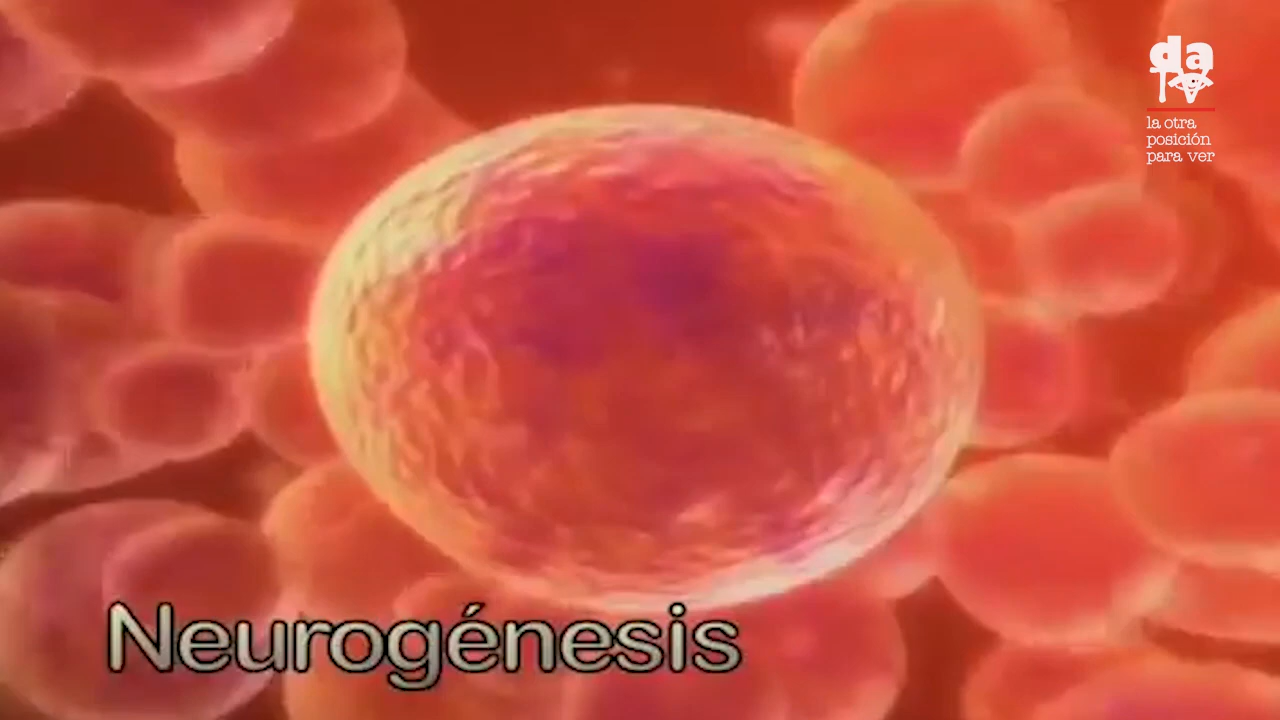 da
Tv
la otra
posición
para ver
Neurogénesis